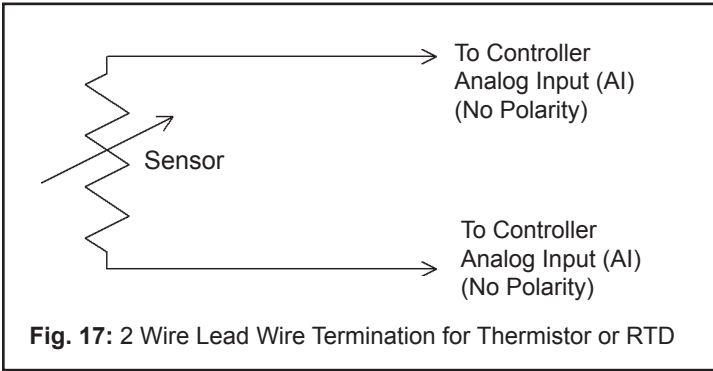 To Controller
Analog Input (AI)
(No Polarity)
Sensor
To Controller
Analog Input (AI)
(No Polarity)
Fig. 17: 2 Wire Lead Wire Termination for Thermistor or RTD